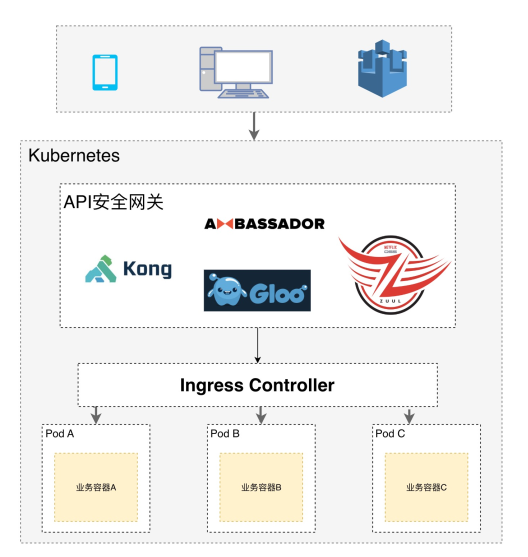 Kubernetes
API安全网关
AMBASSADOR
Kong
Gloo
NETFLIX
ZUUL
Ingress Controller
Pod A
Pod B
Pod C
业务容器A
业务容器B
业务容器C